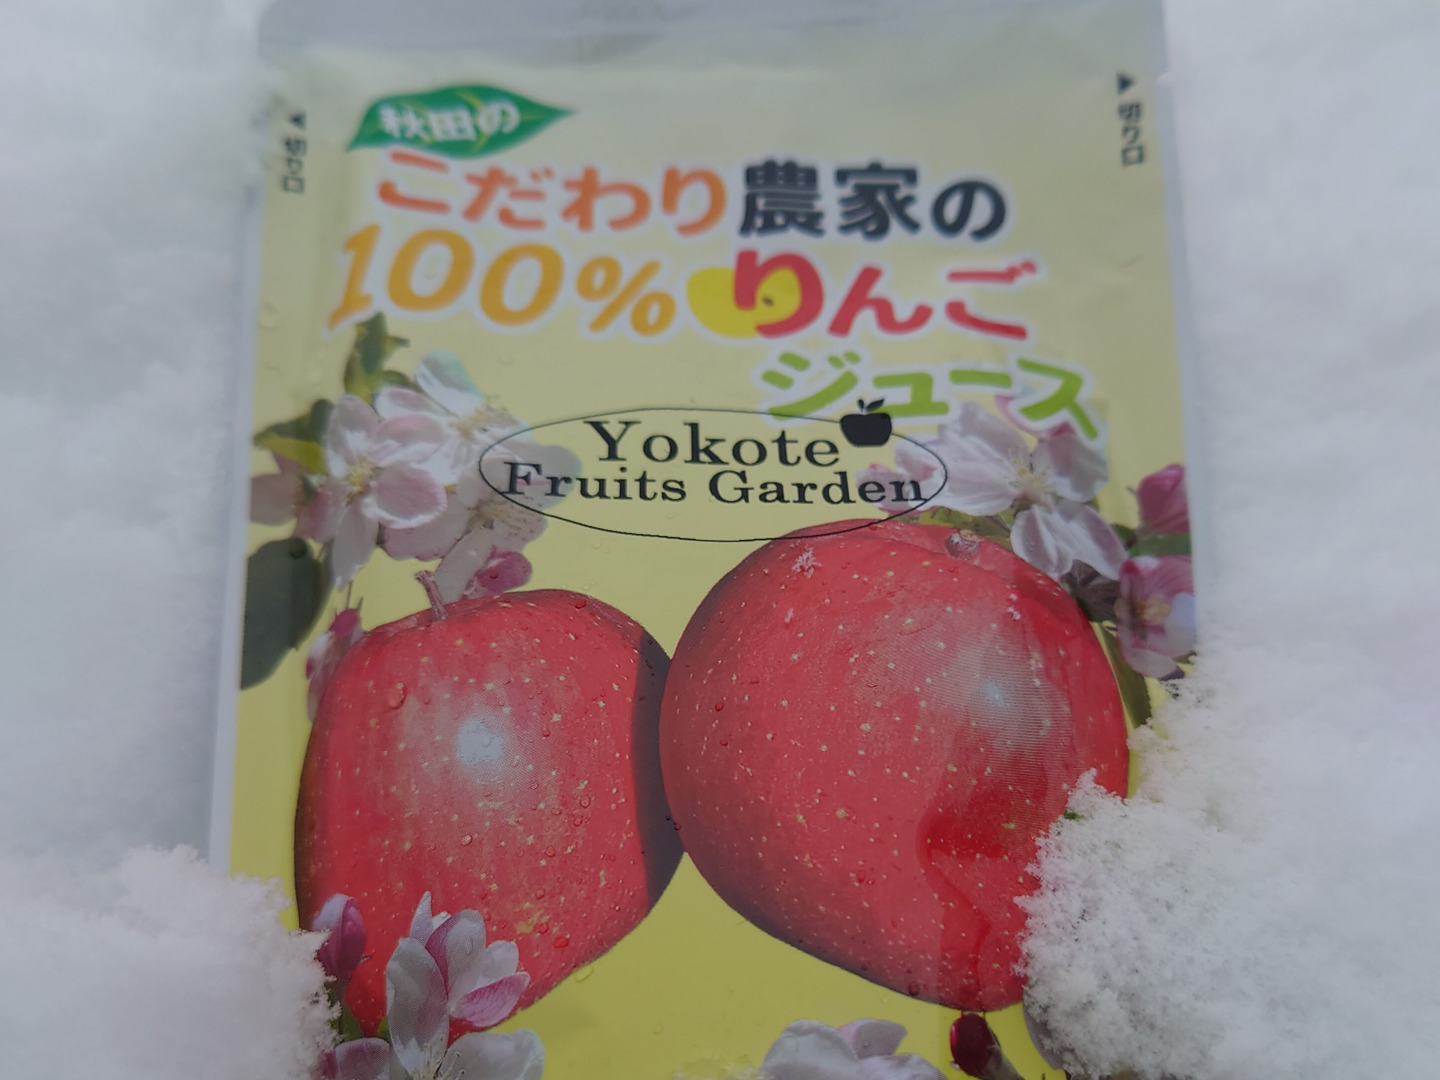 秋田の
▲切り口
▲切り口
こだわり農家の
100%りんご
ジュース
Yokote
Fruits Garden